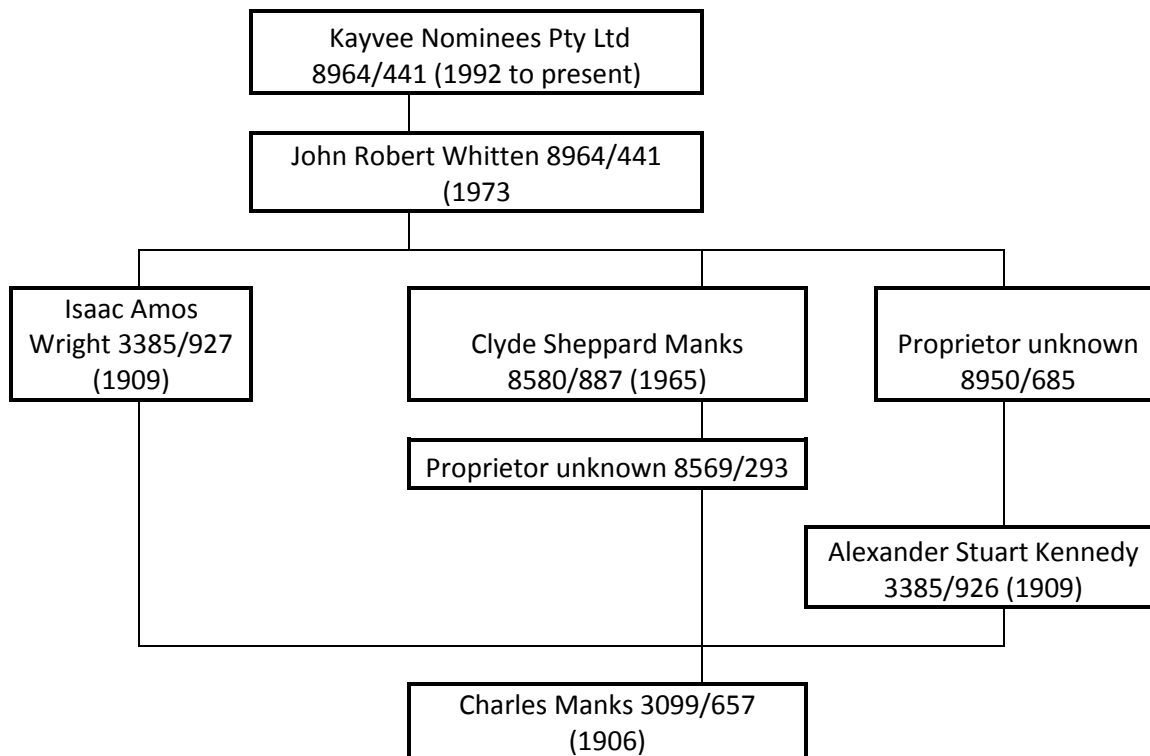 Kayvee Nominees Pty Ltd
8964/441 (1992 to present)
John Robert Whitten 8964/441
(1973
Isaac Amos
Wright 3385/927
(1909)
Clyde Sheppard Manks
8580/887 (1965)
Proprietor unknown
8950/685
Proprietor unknown 8569/293
Alexander Stuart Kennedy
3385/926 (1909)
Charles Manks 3099/657
(1906)